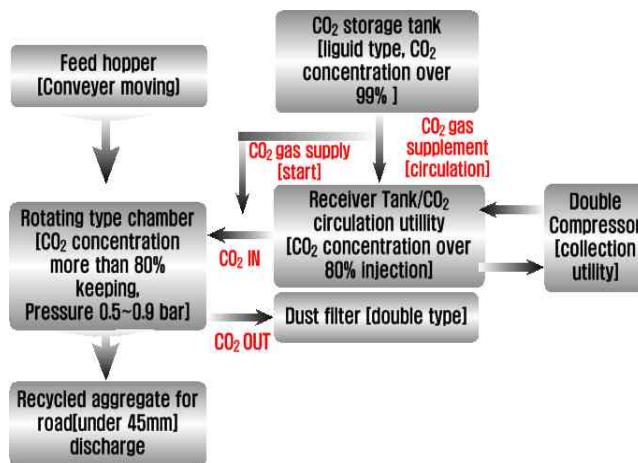 Feed hopper
[Conveyer moving]
CO₂ storage tank
[liguid type, CO₂
concentration over
99% ]
CO₂ gas supply
[start]
CO₂ gas
supplement
[circulation]
Rotating type chamber
[CO₂ concentration
more than 80%
keeping,
Pressure 0.5~0.9 bar]
CO₂ IN
Receiver Tank/CO₂
circulation utillity
[CO₂ concentration over
80% injection]
Double
Compressor
[collection
utility]
CO₂ OUT
Dust filter [double type]
Recycled aggregate for
road[under 45mm]
discharge